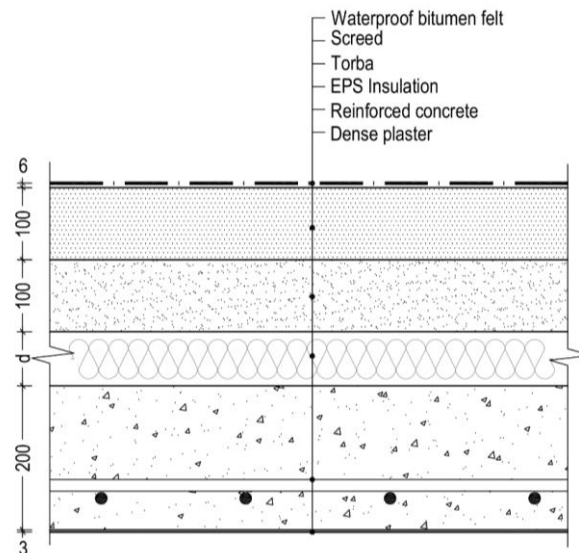 Waterproof bitumen felt
Screed
Torba
EPS Insulation
Reinforced concrete
Dense plaster
6
100
100
d
200
3